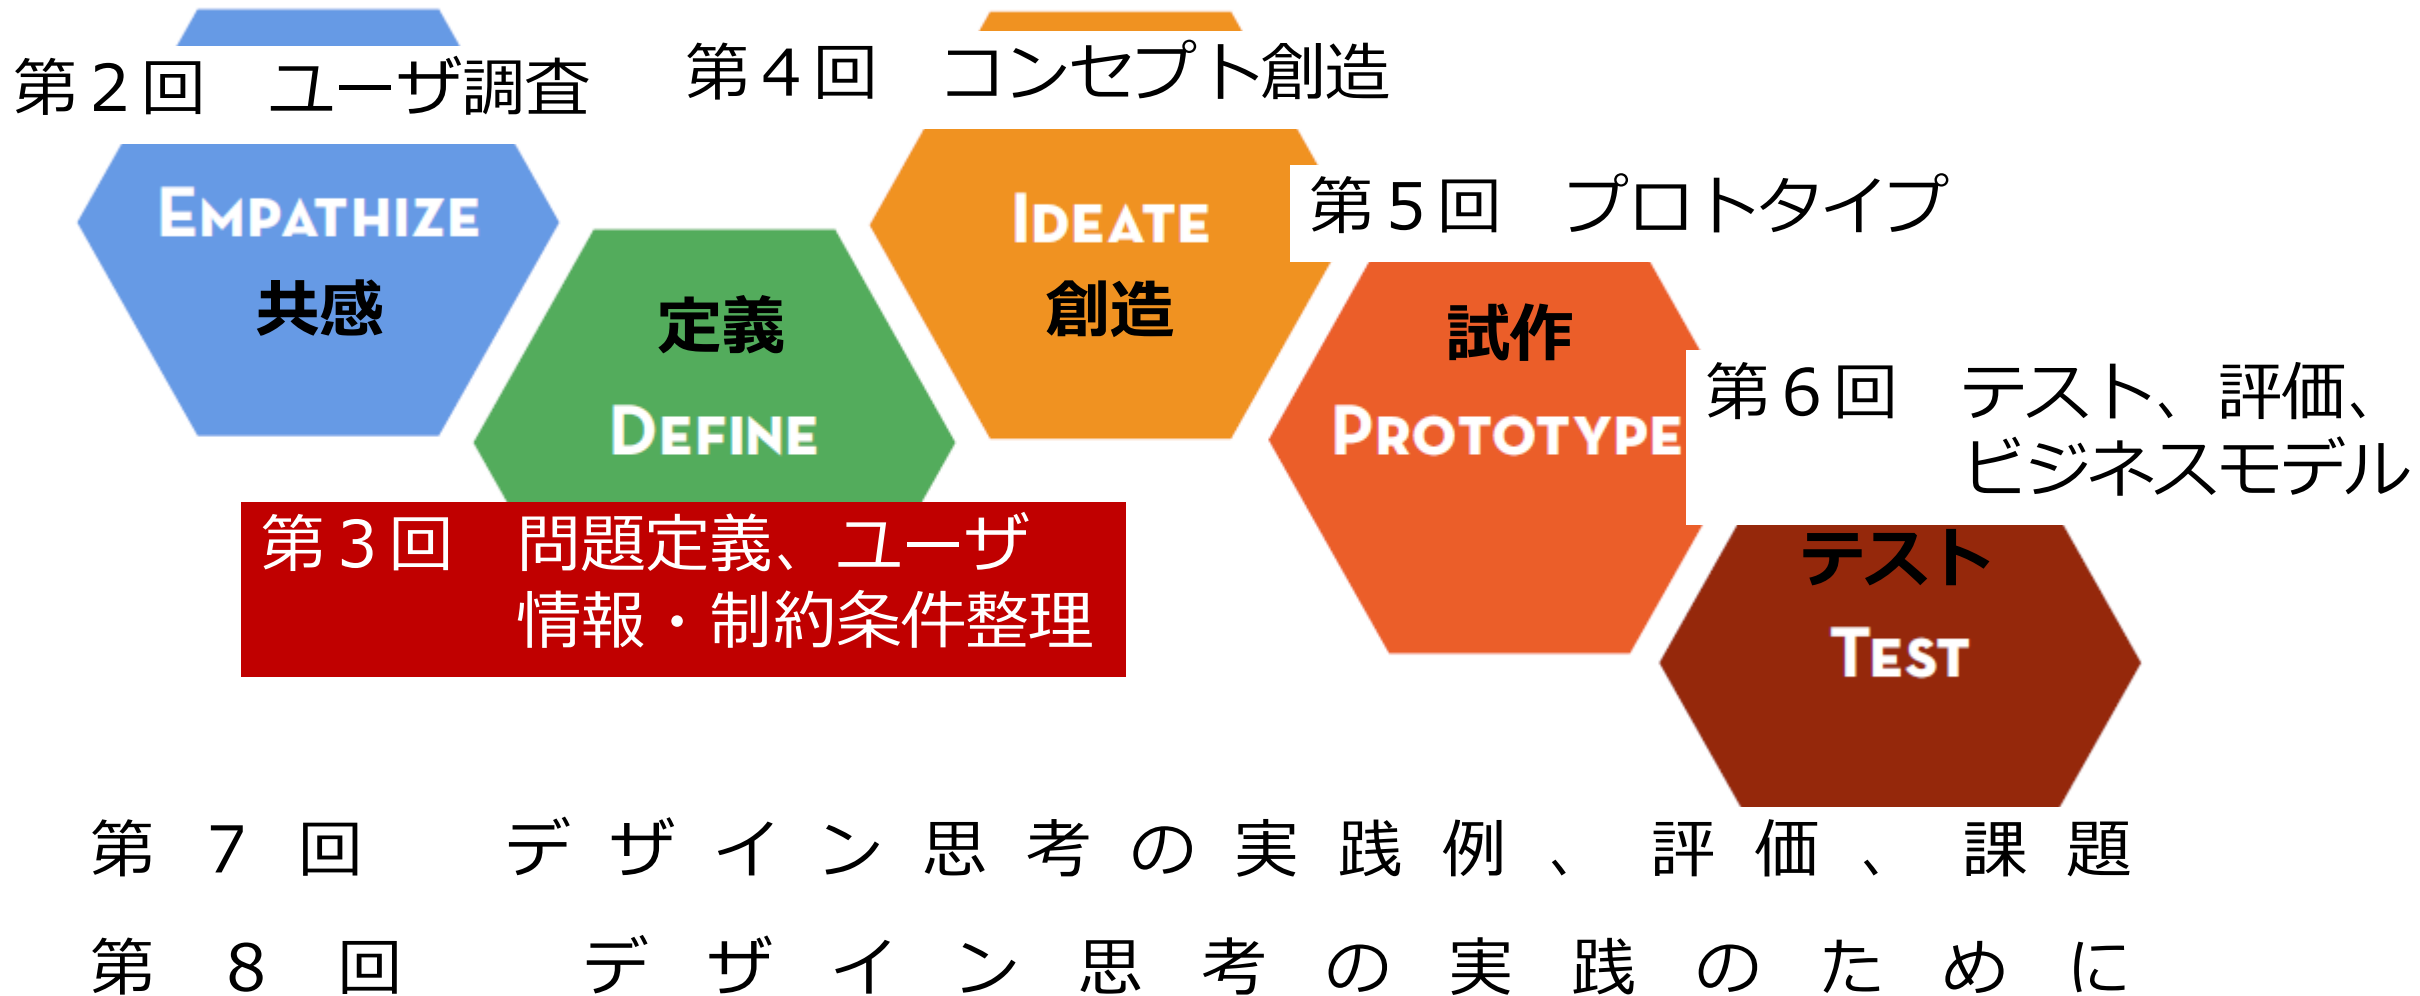 第２回　ユーザ調査
EMPATHIZE
共感
定義
DEFINE
第３回　問題定義、ユーザ
情報・制約条件整理
第４回　コンセプト創造
IDEATE
創造
第５回　プロトタイプ
試作
PROTOTYPE
第６回　テスト、評価、
ビジネスモデル
テスト
TEST
第７回　デザイン思考の実践例、評価、課題
第８回　デザイン思考の実践のために